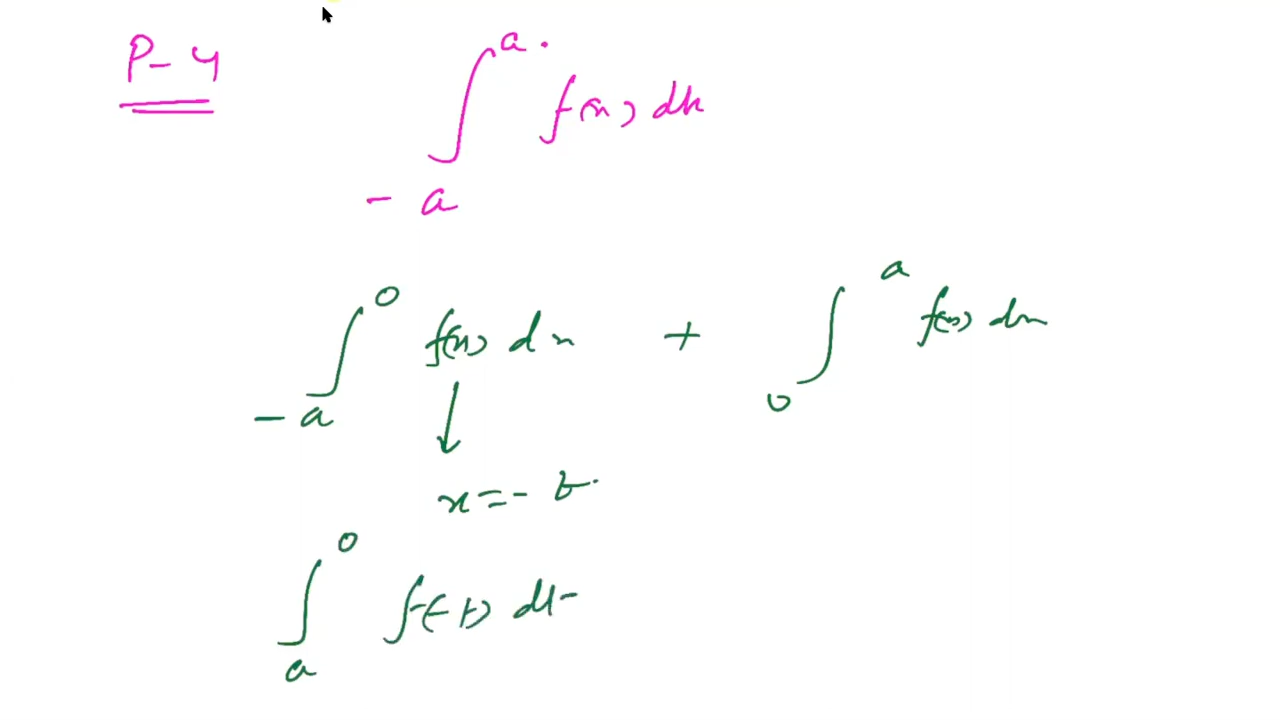 P-4
∫_{-a}^{a} f(x) dx
∫_{-a}^{0} f(x) dx + ∫_{0}^{a} f(x) dx
x = -t
∫_{a}^{0} f(-t) dt